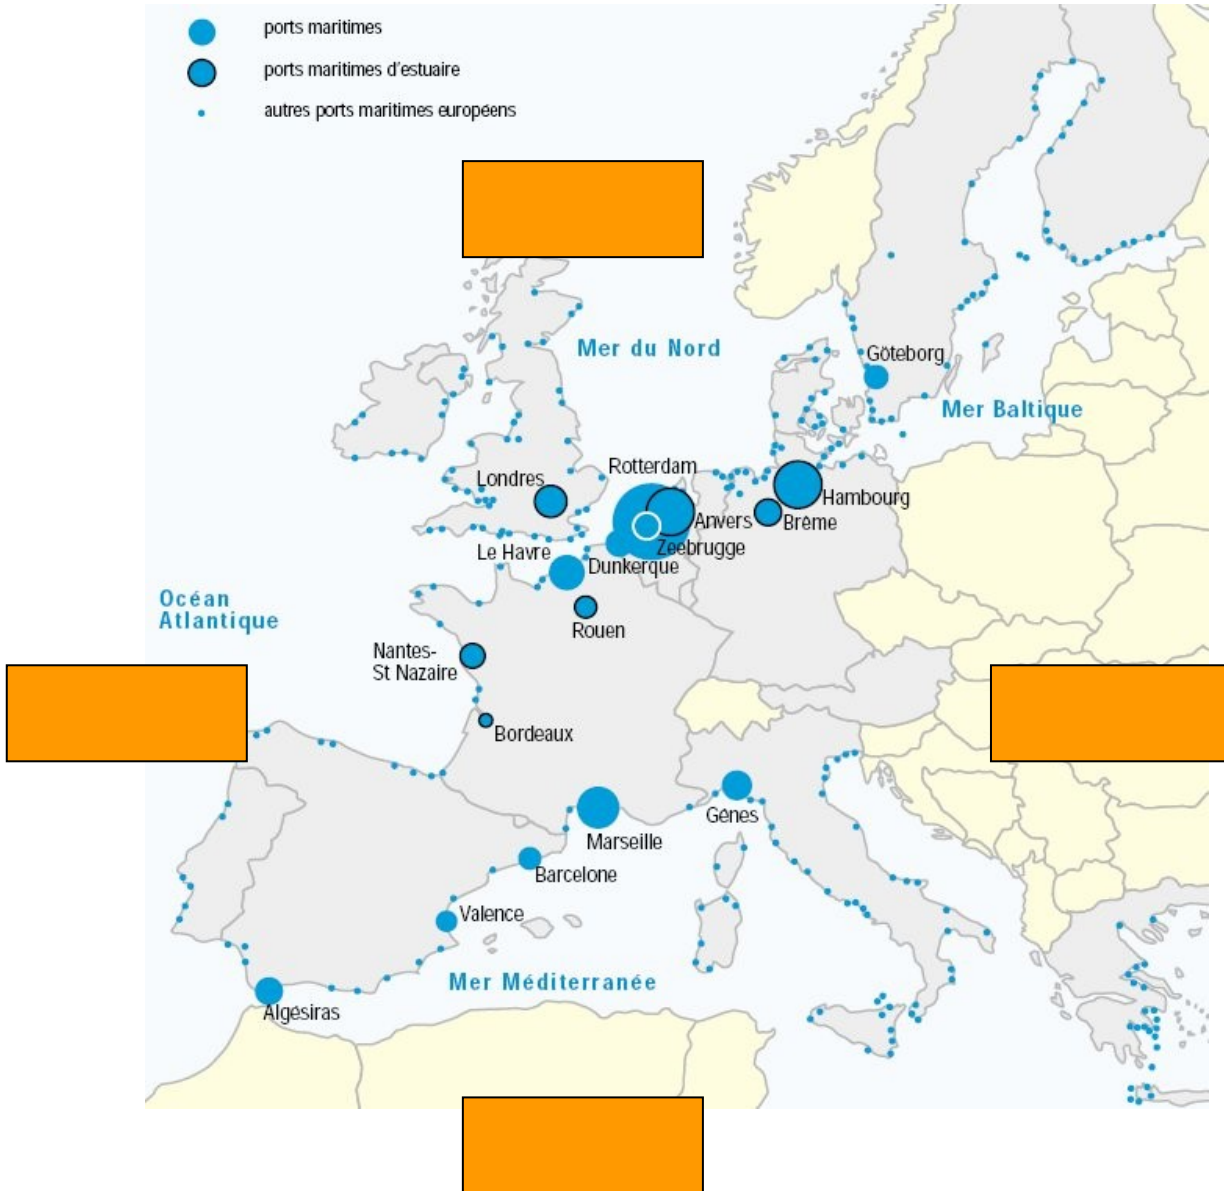 ports maritimes
ports maritimes d'estuaire
autres ports maritimes européens
Mer du Nord
Göteborg
Mer Baltique
Rotterdam
Londres
Hambourg
Anvers
Brême
Zeebrugge
Le Havre
Dunkerque
Océan
Atlantique
Rouen
Nantes-
St Nazaire
Bordeaux
Gênes
Marseille
Barcelone
Valence
Mer Méditerranée
Algésiras